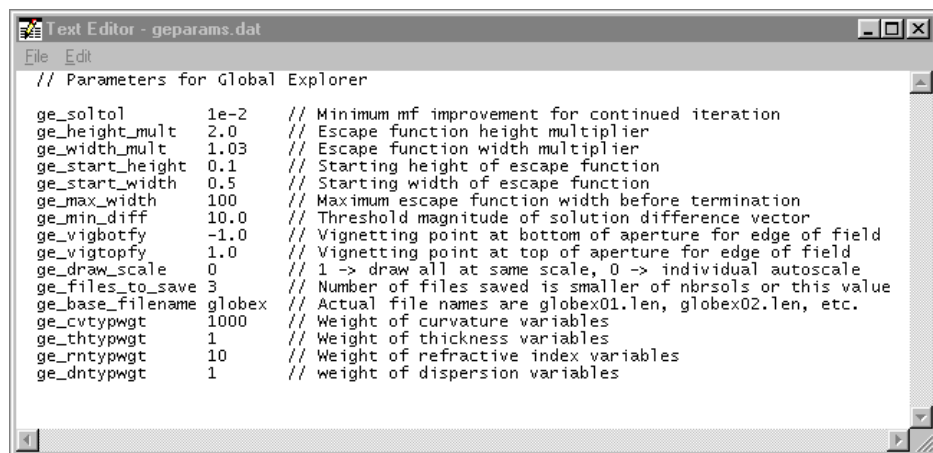 Text Editor - geparams.dat
File Edit
// Parameters for Global Explorer
ge_soltol 1e-2 // Minimum mf improvement for continued iteration
ge_height_mult 2.0 // Escape function height multiplier
ge_width_mult 1.03 // Escape function width multiplier
ge_start_height 0.1 // Starting height of escape function
ge_start_width 0.5 // Starting width of escape function
ge_max_width 100 // Maximum escape function width before termination
ge_min_diff 10.0 // Threshold magnitude of solution difference vector
ge_vigbotfy -1.0 // Vignetting point at bottom of aperture for edge of field
ge_vigtopfy 1.0 // Vignetting point at top of aperture for edge of field
ge_draw_scale 0 // 1 -> draw all at same scale, 0 -> individual autoscale
ge_files_to_save 3 // Number of files saved is smaller of nbrsols or this value
ge_base_filename globex // Actual file names are globex01.len, globex02.len, etc.
ge_cvtypwgt 1000 // Weight of curvature variables
ge_thtypwgt 1 // Weight of thickness variables
ge_rntypwgt 10 // Weight of refractive index variables
ge_dntypwgt 1 // weight of dispersion variables